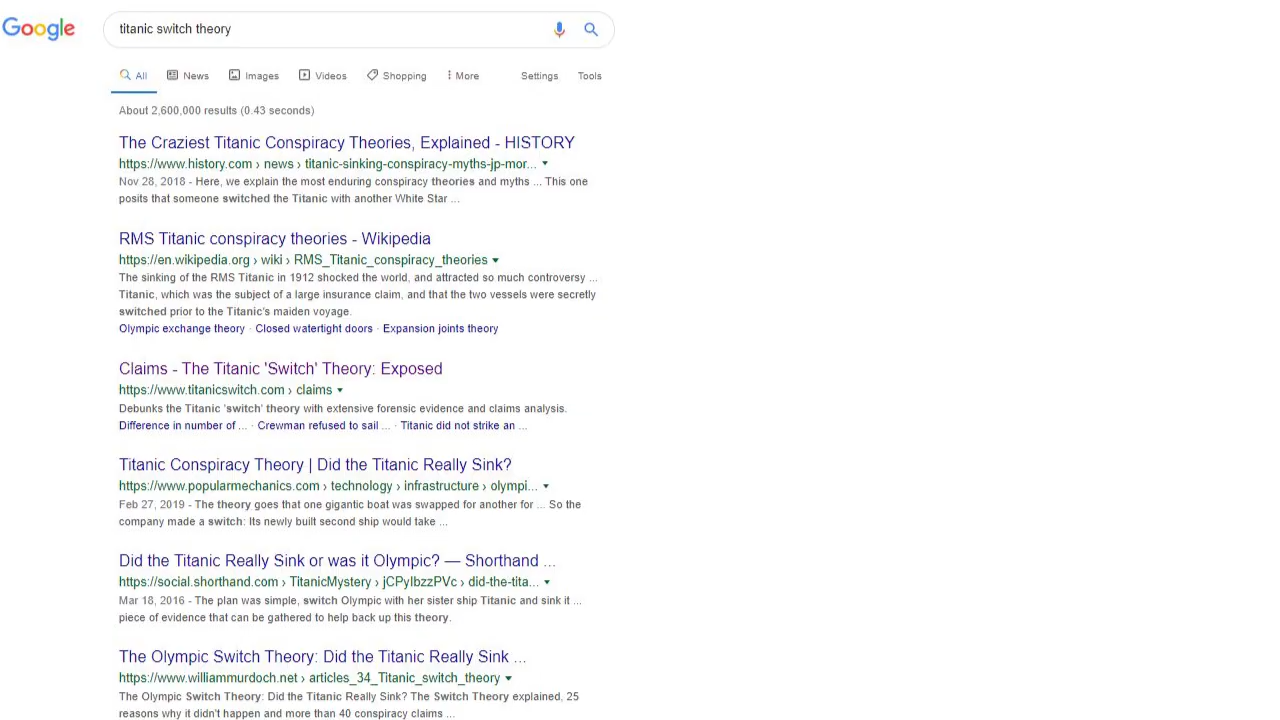 Google
titanic switch theory
All News Images Videos Shopping More Settings Tools
About 2,600,000 results (0.43 seconds)
The Craziest Titanic Conspiracy Theories, Explained - HISTORY
https://www.history.com › news › titanic-sinking-conspiracy-myths-jp-mor...
Nov 28, 2018 - Here, we explain the most enduring conspiracy theories and myths ... This one
posits that someone switched the Titanic with another White Star ...
RMS Titanic conspiracy theories - Wikipedia
https://en.wikipedia.org › wiki › RMS_Titanic_conspiracy_theories
The sinking of the RMS Titanic in 1912 shocked the world, and attracted so much controversy ...
Titanic, which was the subject of a large insurance claim, and that the two vessels were secretly
switched prior to the Titanic's maiden voyage.
Olympic exchange theory · Closed watertight doors · Expansion joints theory
Claims - The Titanic 'Switch' Theory: Exposed
https://www.titanicswitch.com › claims
Debunks the Titanic 'switch' theory with extensive forensic evidence and claims analysis.
Difference in number of ... · Crewman refused to sail ... · Titanic did not strike an ...
Titanic Conspiracy Theory | Did the Titanic Really Sink?
https://www.popularmechanics.com › technology › infrastructure › olympi...
Feb 27, 2019 - The theory goes that one gigantic boat was swapped for another for ... So the
company made a switch: Its newly built second ship would take ...
Did the Titanic Really Sink or was it Olympic? — Shorthand ...
https://social.shorthand.com › TitanicMystery › jCPyIbzzPVc › did-the-tita...
Mar 18, 2016 - The plan was simple, switch Olympic with her sister ship Titanic and sink it ...
piece of evidence that can be gathered to help back up this theory.
The Olympic Switch Theory: Did the Titanic Really Sink ...
https://www.williammurdoch.net › articles_34_Titanic_switch_theory
The Olympic Switch Theory: Did the Titanic Really Sink? The Switch Theory explained, 25
reasons why it didn't happen and more than 40 conspiracy claims ...